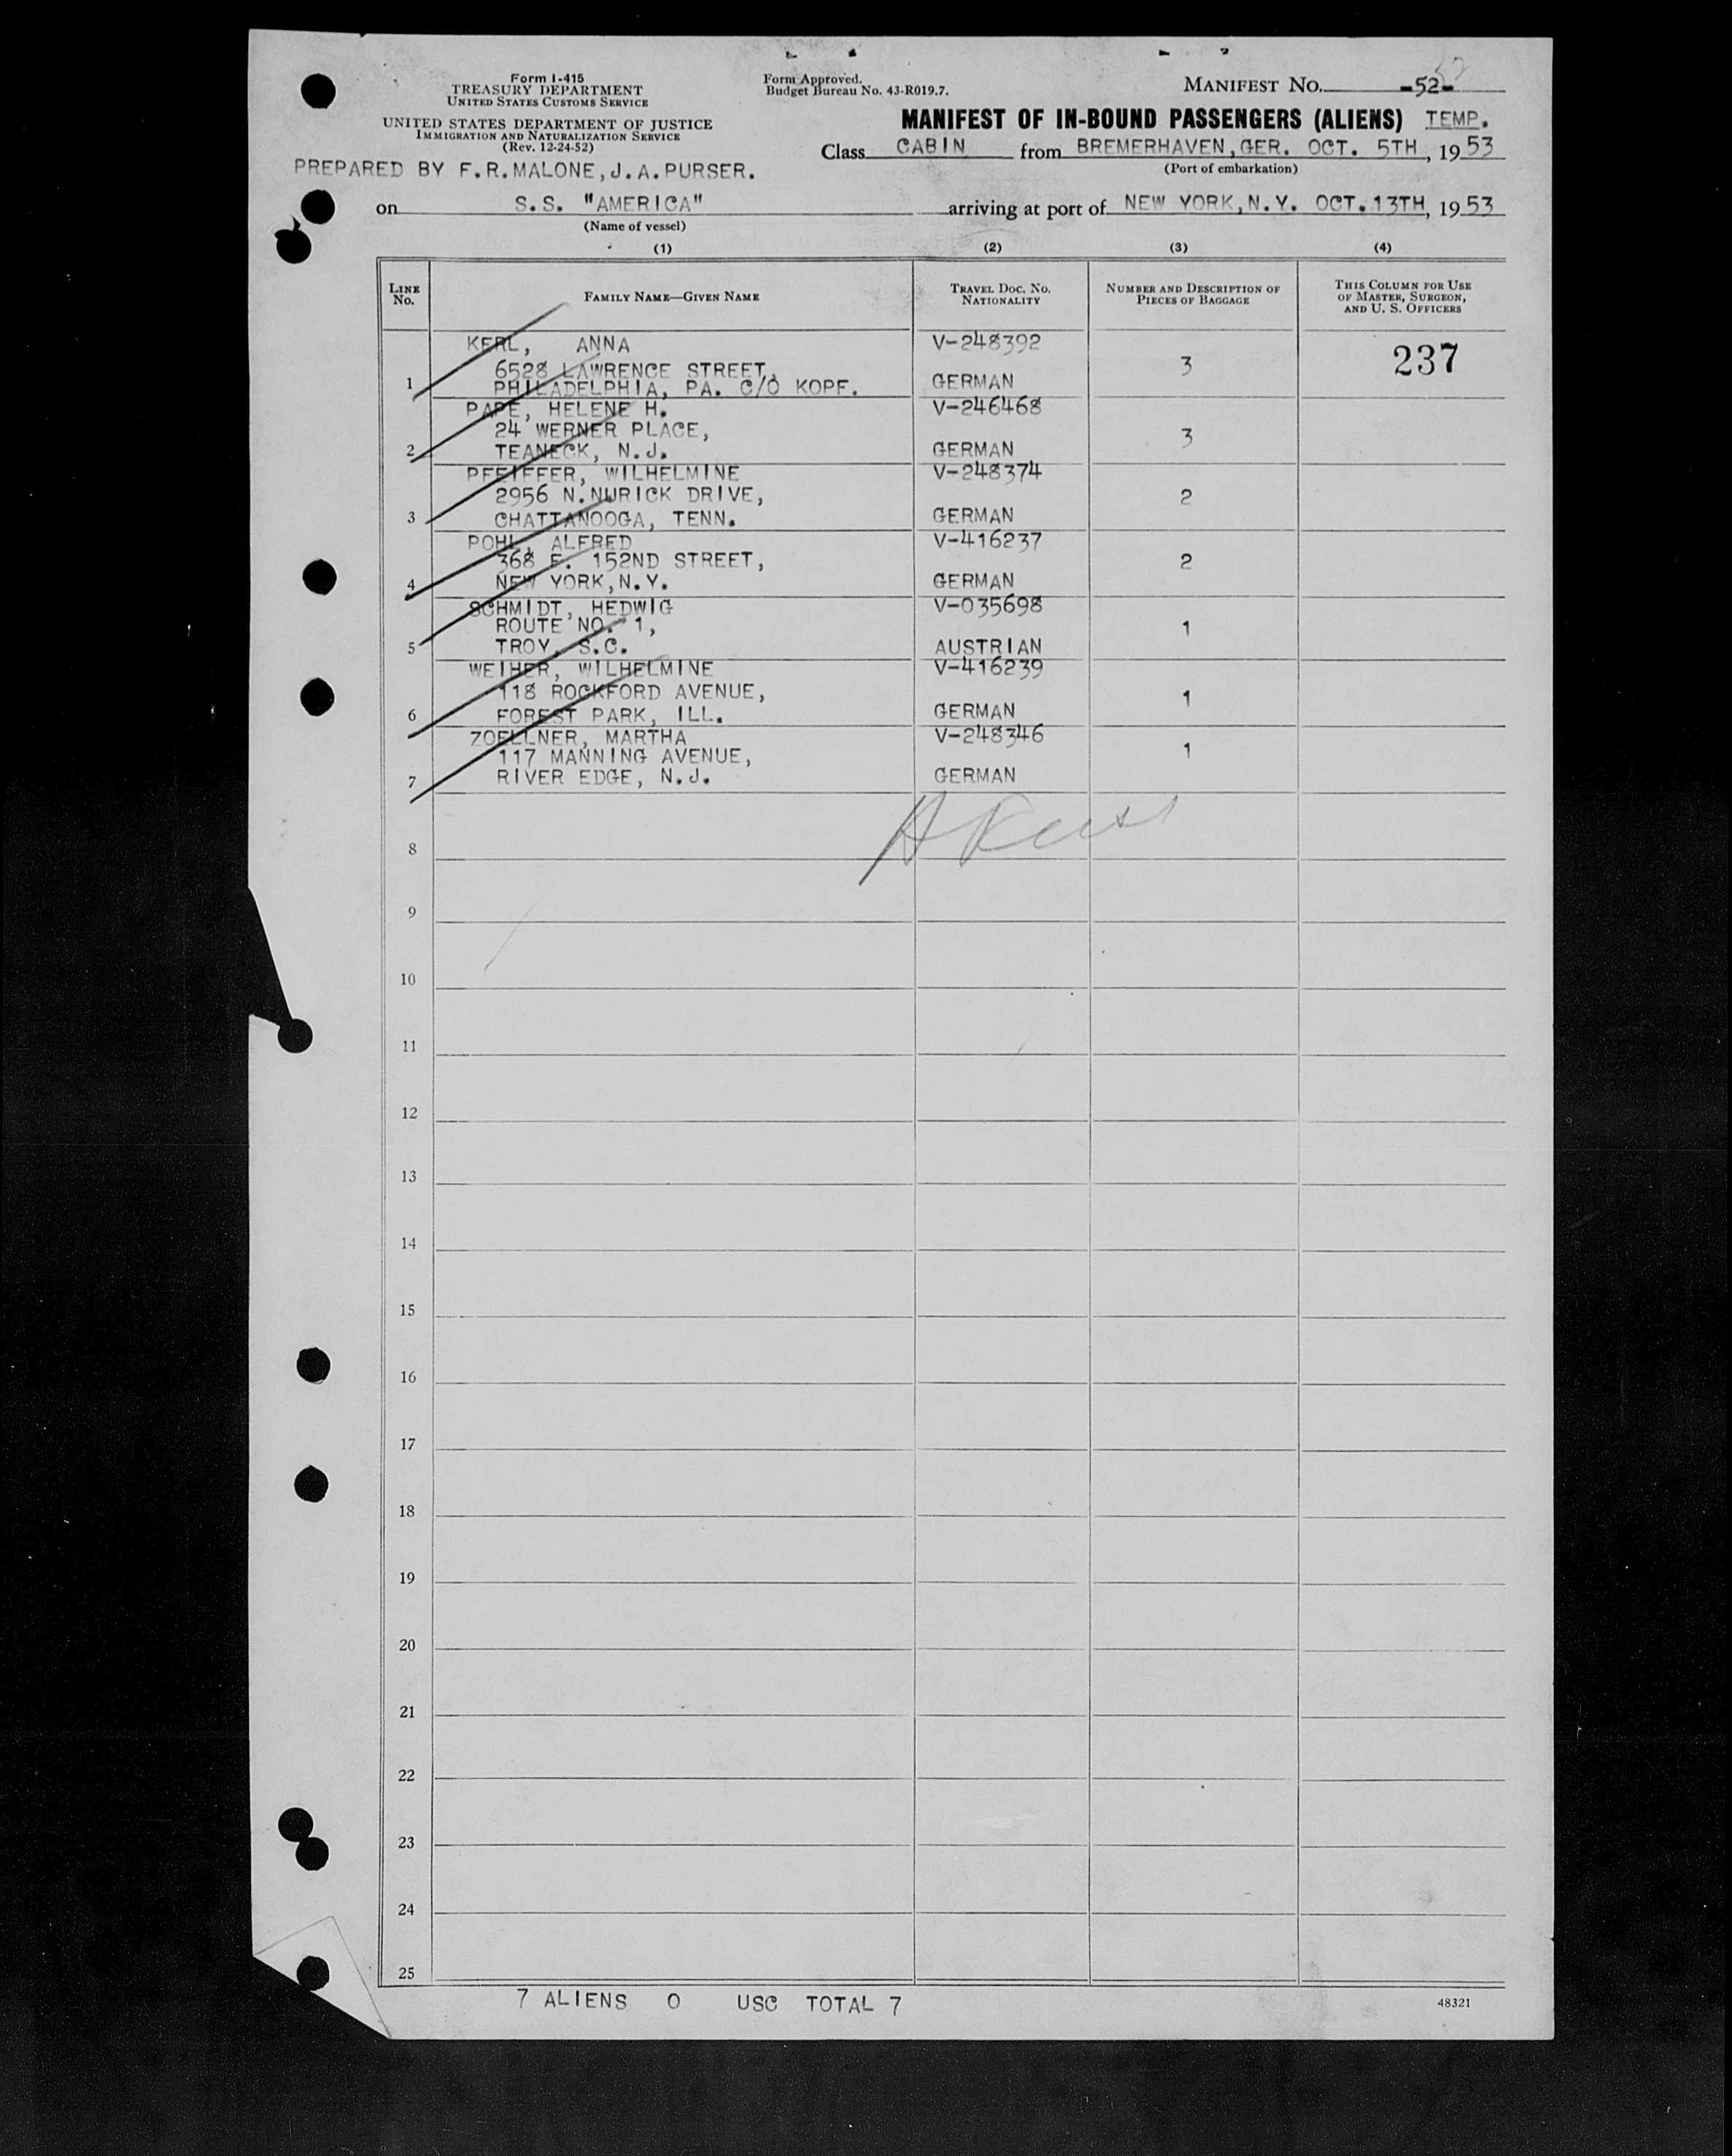 Form I-415
TREASURY DEPARTMENT
UNITED STATES CUSTOMS SERVICE
UNITED STATES DEPARTMENT OF JUSTICE
IMMIGRATION AND NATURALIZATION SERVICE
(Rev. 12-24-52)
PREPARED BY F.R.MALONE,J.A.PURSER.
Form Approved.
Budget Bureau No. 43-R019.7.
MANIFEST NO. -52-
MANIFEST OF IN-BOUND PASSENGERS (ALIENS) TEMP.
Class CABIN from BREMERHAVEN,GER. OCT. 5TH, 1953
(Port of embarkation)
on S.S. "AMERICA" arriving at port of NEW YORK,N.Y. OCT.13TH, 1953
(Name of vessel)
(1) (2) (3) (4)
LINE No. FAMILY NAME—GIVEN NAME TRAVEL DOC. NO. NATIONALITY NUMBER AND DESCRIPTION OF PIECES OF BAGGAGE THIS COLUMN FOR USE OF MASTER, SURGEON, AND U. S. OFFICERS
KERL, ANNA V-248392
6528 LAWRENCE STREET, 3 237
1 PHILADELPHIA, PA. C/O KOPF. GERMAN
PAPE, HELENE H. V-246468
24 WERNER PLACE, 3
2 TEANECK, N.J. GERMAN
PFEIFFER, WILHELMINE V-248374
2956 N.NURICK DRIVE, 2
3 CHATTANOOGA, TENN. GERMAN
POHL, ALFRED V-416237
368 E. 152ND STREET, 2
4 NEW YORK,N.Y. GERMAN
SCHMIDT, HEDWIG V-035698
ROUTE NO. 1, 1
5 TROY, S.C. AUSTRIAN
WEIHER, WILHELMINE V-416239
118 ROCKFORD AVENUE, 1
6 FOREST PARK, ILL. GERMAN
ZOELLNER, MARTHA V-248346
117 MANNING AVENUE, 1
7 RIVER EDGE, N.J. GERMAN
8
9
10
11
12
13
14
15
16
17
18
19
20
21
22
23
24
25
7 ALIENS 0 USC TOTAL 7
48321